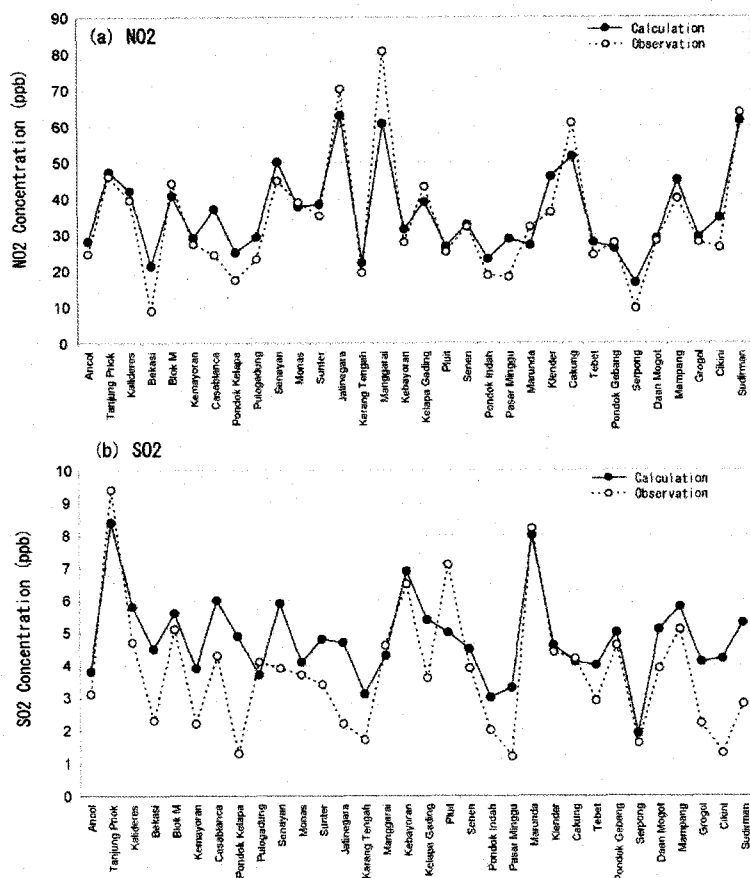 (a) NO2
Calculation
Observation
NO2 Concentration (ppb)
90
80
70
60
50
40
30
20
10
0
Ancol
Tanjung Priok
Kalideres
Bekasi
Blok M
Kemayoran
Casablanca
Pondok Kelapa
Pulogadung
Senayan
Monas
Sunter
Jatinegara
Karang Tengah
Manggarai
Kebayoran
Kelapa Gading
Pluit
Senen
Pondok Indah
Pasar Minggu
Marunda
Klender
Cakung
Tebet
Pondok Gebang
Serpong
Daan Mogot
Mampang
Grogol
Cikini
Sudirman
(b) SO2
Calculation
Observation
SO2 Concentration (ppb)
10
9
8
7
6
5
4
3
2
1
0
Ancol
Tanjung Priok
Kalideres
Bekasi
Blok M
Kemayoran
Casablanca
Pondok Kelapa
Pulogadung
Senayan
Monas
Sunter
Jatinegara
Karang Tengah
Manggarai
Kebayoran
Kelapa Gading
Pluit
Senen
Pondok Indah
Pasar Minggu
Marunda
Klender
Cakung
Tebet
Pondok Gebang
Serpong
Daan Mogot
Mampang
Grogol
Cikini
Sudirman